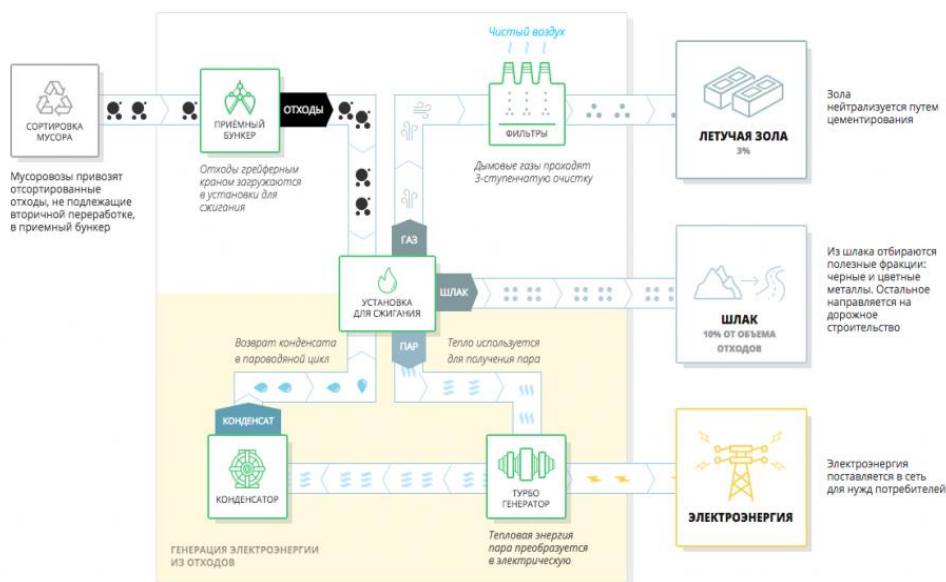 Чистый воздух
СОРТИРОВКА
МУСОРА
Мусоровозы привозят
отсортированные
отходы, не подлежащие
вторичной переработке,
в приемный бункер
ПРИЁМНЫЙ
БУНКЕР
ОТХОДЫ
Отходы грейферным
краном загружаются
в установки для
сжигания
ФИЛЬТРЫ
Дымовые газы проходят
3-ступенчатую очистку
ЛЕТУЧАЯ ЗОЛА
3%
Зола
нейтрализуется путем
цементирования
ГАЗ
УСТАНОВКА
ДЛЯ СЖИГАНИЯ
ШЛАК
ПАР
ШЛАК
10% ОТ ОБЪЕМА
ОТХОДОВ
Из шлака отбираются
полезные фракции:
черные и цветные
металлы. Остальное
направляется на
дорожное
строительство
Возврат конденсата
в пароводяной цикл
Тепло используется
для получения пара
КОНДЕНСАТ
КОНДЕНСАТОР
ТУРБО
ГЕНЕРАТОР
Тепловая энергия
пара преобразуется
в электрическую
ЭЛЕКТРОЭНЕРГИЯ
Электроэнергия
поставляется в сеть
для нужд потребителей
ГЕНЕРАЦИЯ ЭЛЕКТРОЭНЕРГИИ
ИЗ ОТХОДОВ